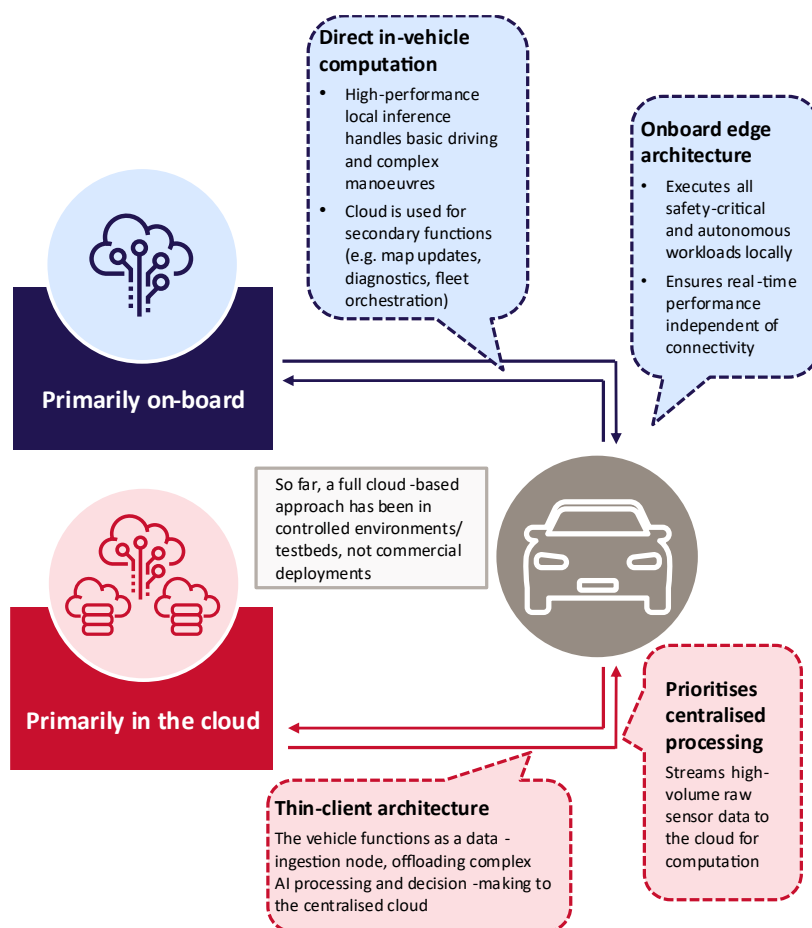 Direct in-vehicle
computation
• High-performance
local inference
handles basic driving
and complex
manoeuvres
• Cloud is used for
secondary functions
(e.g. map updates,
diagnostics, fleet
orchestration)
Onboard edge
architecture
• Executes all
safety-critical
and autonomous
workloads locally
• Ensures real-time
performance
independent of
connectivity
Primarily on-board
So far, a full cloud-based
approach has been in
controlled environments/
testbeds, not commercial
deployments
Primarily in the cloud
Prioritises
centralised
processing
Streams high-
volume raw
sensor data to
the cloud for
computation
Thin-client architecture
The vehicle functions as a data-
ingestion node, offloading complex
AI processing and decision-making to
the centralised cloud